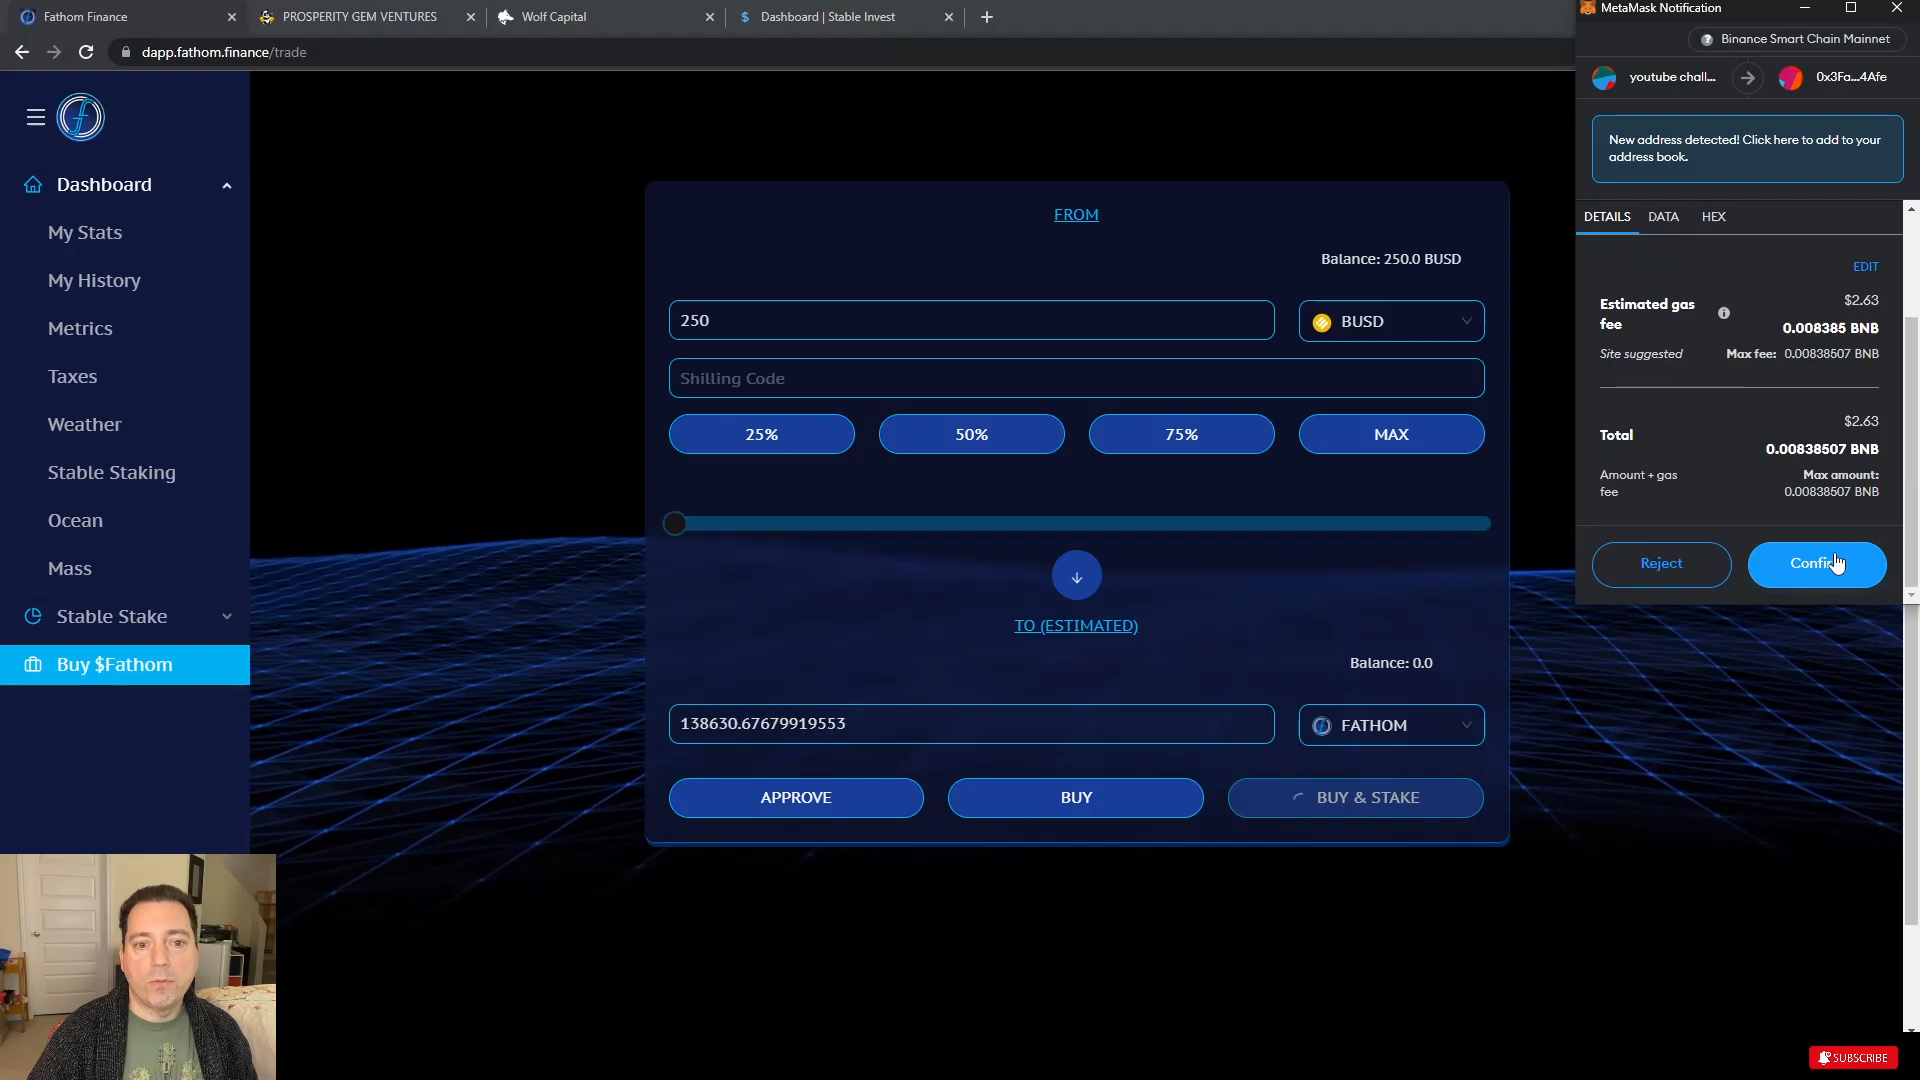 Fathom Finance
PROSPERITY GEM VENTURES
Wolf Capital
Dashboard | Stable Invest
dapp.fathom.finance/trade
Dashboard
My Stats
My History
Metrics
Taxes
Weather
Stable Staking
Ocean
Mass
Stable Stake
Buy $Fathom
FROM
Balance: 250.0 BUSD
250
BUSD
Shilling Code
25%
50%
75%
MAX
TO (ESTIMATED)
Balance: 0.0
138630.67679919553
FATHOM
APPROVE
BUY
BUY & STAKE
MetaMask Notification
Binance Smart Chain Mainnet
youtube chall...
0x3Fa...4Afe
New address detected! Click here to add to your
address book.
DETAILS
DATA
HEX
EDIT
Estimated gas
fee
$2.63
0.008385 BNB
Site suggested
Max fee: 0.00838507 BNB
Total
$2.63
0.00838507 BNB
Amount + gas
fee
Max amount:
0.00838507 BNB
Reject
SUBSCRIBE